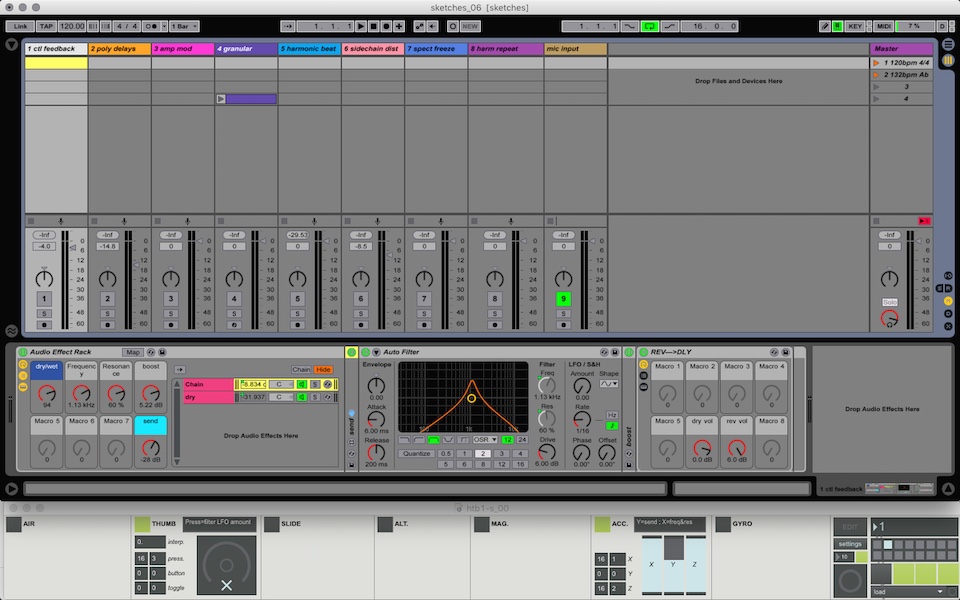 sketches_06 [sketches]
Link TAP 120.00 4 / 4 1 Bar 1. 1. 1 NEW 1. 1. 1 16. 0. 0 KEY MIDI 7 % D
1 ctl feedback 2 poly delays 3 amp mod 4 granular 5 harmonic beat 6 sidechain dist 7 spect freeze 8 harm repeat mic input Master
1 120bpm 4/4
2 132bpm Ab
Drop Files and Devices Here
3
4
-Inf -Inf -Inf -Inf -29.53 -Inf -Inf -Inf -Inf -Inf
-4.0 -14.8 0 0 0 -8.5 0 0 0 0
0
6
12
18
24
30
36
48
60
1 2 3 4 5 6 7 8 9
S S S S S S S S S
Solo
Audio Effect Rack Map
dry/wet Frequency Resonance boost
94 1.13 kHz 60 % 5.22 dB
Macro 5 Macro 6 Macro 7 send
0 0 0 -28 dB
Chain Hide
Chain C S
dry -31.937 C S
Drop Audio Effects Here
send
Auto Filter
Envelope
0.00
Attack
6.00 ms
Release
200 ms
100 1k 10k
OSR 12 24
Quantize 0.5 1 2 3 4
5 6 8 12 16
Filter
Freq
1.13 kHz
Res
60 %
Drive
6.00 dB
LFO / S&H
Amount Shape
0.00
Rate Hz
1/16
Phase Offset
0.00° 0.00°
boost
REV—>DLY
Macro 1 Macro 2 Macro 3 Macro 4
0 0 0 0
Macro 5 dry vol rev vol Macro 8
0 0.0 dB 6.0 dB 0
Drop Audio Effects Here
1 ctl feedback
htb1-s_00
AIR THUMB Press=filter LFO amount SLIDE ALT. MAG. ACC. Y=send ; X=freq&res GYRO
0. interp.
16 3 press.
0 0 button
0 0 toggle
16 1 X
0 0 Y
16 2 Z
X Y Z
EDIT 1
settings
10
load